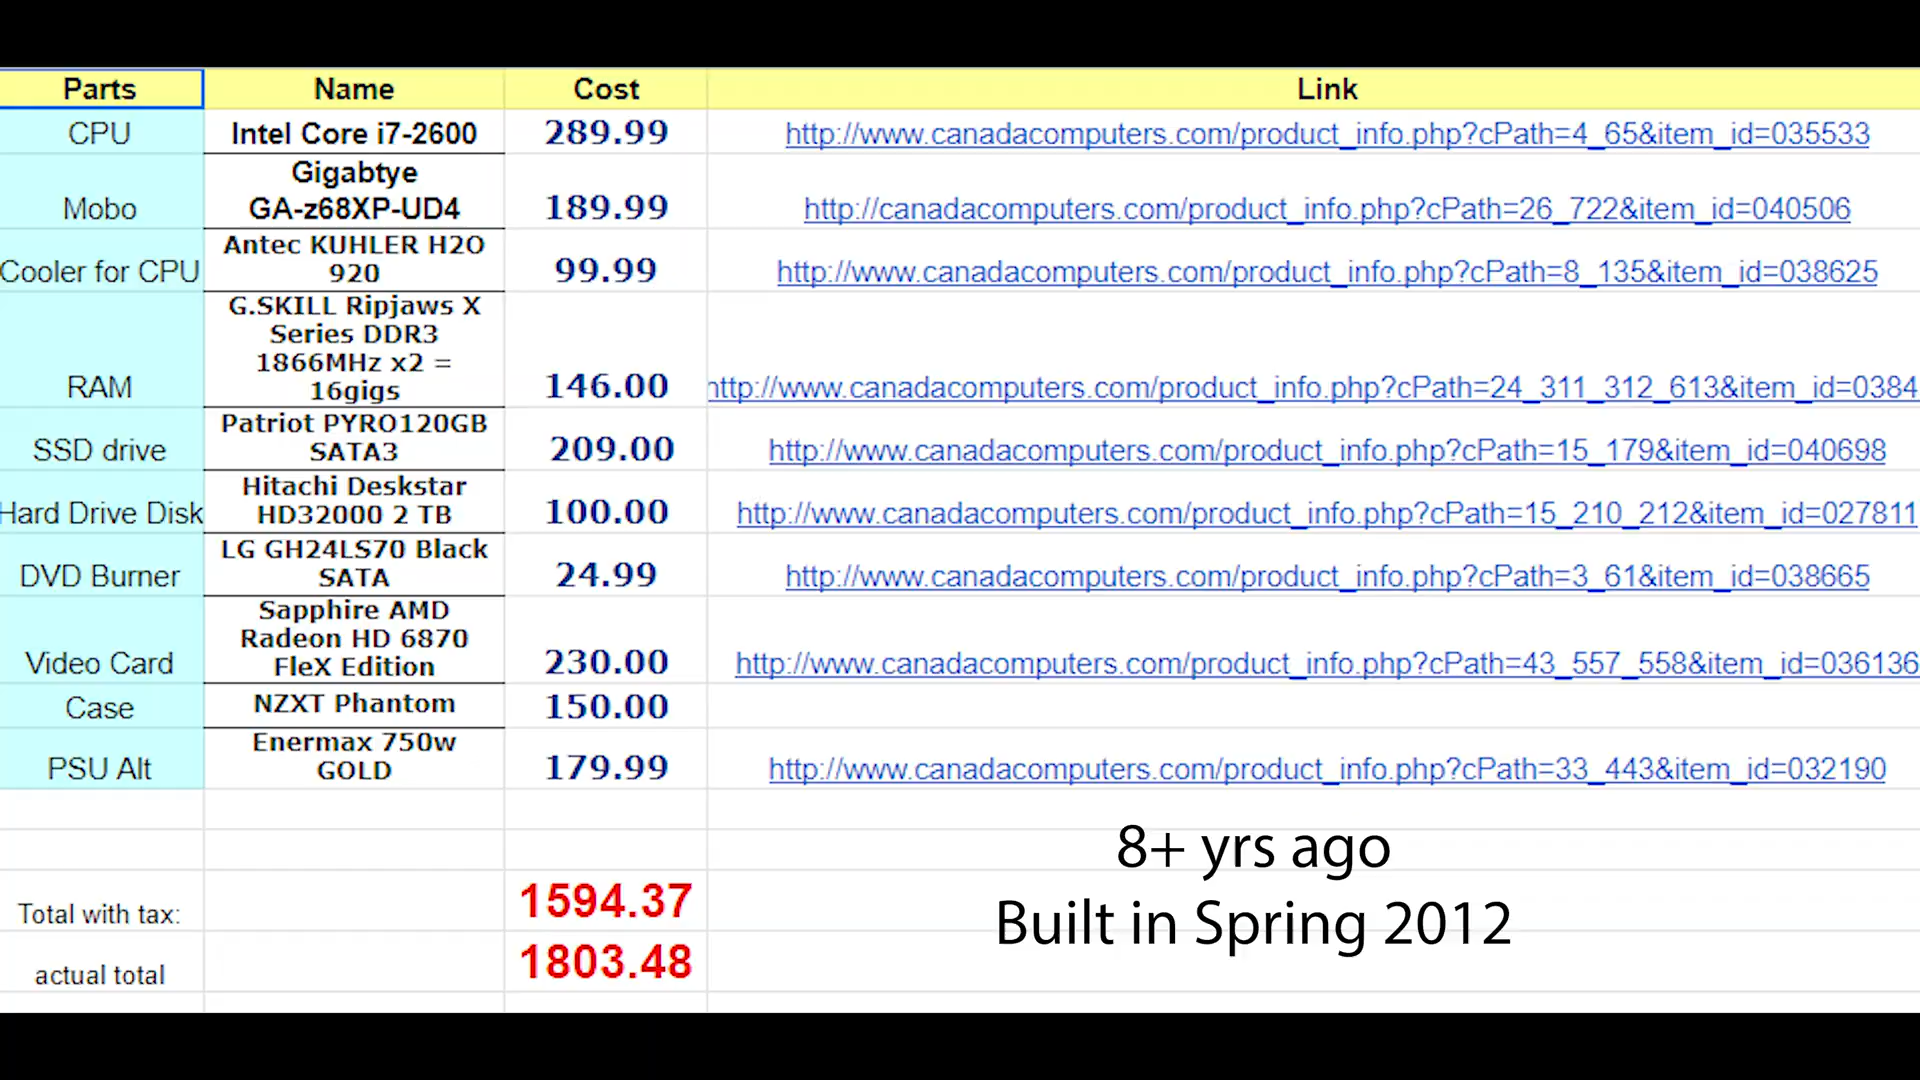 Parts Name Cost Link
CPU Intel Core i7-2600 289.99 http://www.canadacomputers.com/product_info.php?cPath=4_65&item_id=035533
Gigabtye
Mobo GA-z68XP-UD4 189.99 http://canadacomputers.com/product_info.php?cPath=26_722&item_id=040506
Antec KUHLER H2O
Cooler for CPU 920 99.99 http://www.canadacomputers.com/product_info.php?cPath=8_135&item_id=038625
G.SKILL Ripjaws X
Series DDR3
1866MHz x2 =
RAM 16gigs 146.00 http://www.canadacomputers.com/product_info.php?cPath=24_311_312_613&item_id=0384
Patriot PYRO120GB
SSD drive SATA3 209.00 http://www.canadacomputers.com/product_info.php?cPath=15_179&item_id=040698
Hitachi Deskstar
Hard Drive Disk HD32000 2 TB 100.00 http://www.canadacomputers.com/product_info.php?cPath=15_210_212&item_id=027811
LG GH24LS70 Black
DVD Burner SATA 24.99 http://www.canadacomputers.com/product_info.php?cPath=3_61&item_id=038665
Sapphire AMD
Radeon HD 6870
Video Card FleX Edition 230.00 http://www.canadacomputers.com/product_info.php?cPath=43_557_558&item_id=036136
Case NZXT Phantom 150.00
Enermax 750w
PSU Alt GOLD 179.99 http://www.canadacomputers.com/product_info.php?cPath=33_443&item_id=032190
8+ yrs ago
Total with tax: 1594.37
Built in Spring 2012
actual total 1803.48